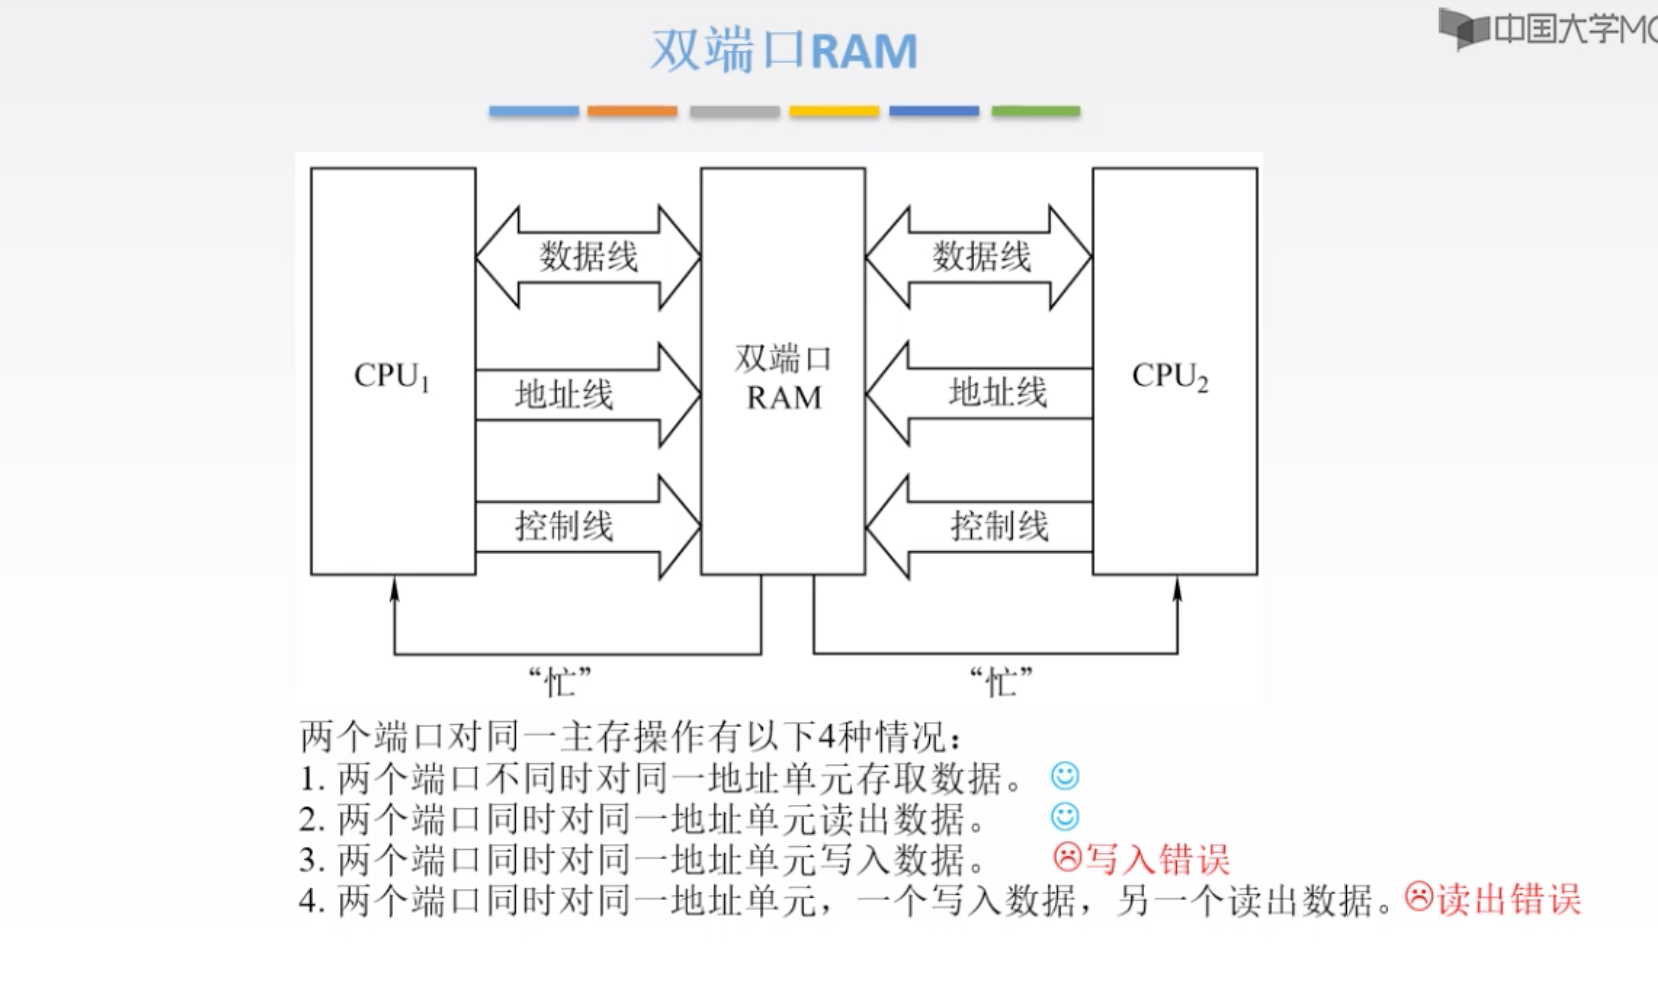 双端口RAM
中国大学MO
数据线
数据线
双端口
RAM
CPU1
CPU2
地址线
地址线
控制线
控制线
“忙”
“忙”
两个端口对同一主存操作有以下4种情况：
1. 两个端口不同时对同一地址单元存取数据。
2. 两个端口同时对同一地址单元读出数据。
3. 两个端口同时对同一地址单元写入数据。 写入错误
4. 两个端口同时对同一地址单元，一个写入数据，另一个读出数据。 读出错误